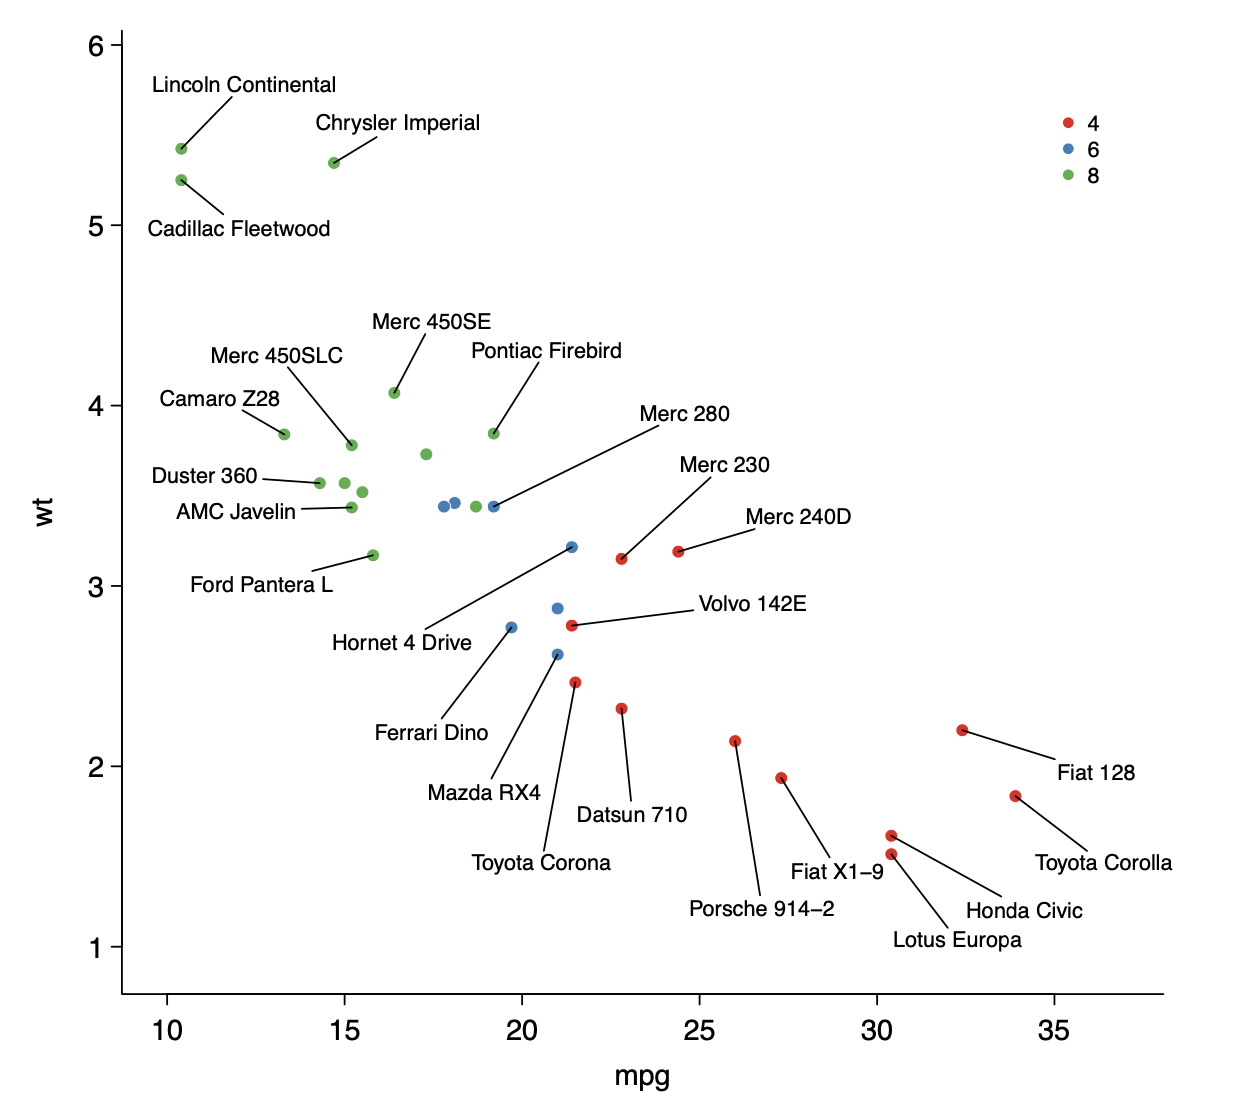 6
Lincoln Continental
Chrysler Imperial
4
6
8
5
Cadillac Fleetwood
Merc 450SE
Pontiac Firebird
Merc 450SLC
Camaro Z28
4
Merc 280
Merc 230
Duster 360
AMC Javelin
Merc 240D
wt
3
Ford Pantera L
Volvo 142E
Hornet 4 Drive
Ferrari Dino
2
Fiat 128
Mazda RX4
Datsun 710
Toyota Corona
Toyota Corolla
Fiat X1−9
Porsche 914−2
Honda Civic
Lotus Europa
1
10 15 20 25 30 35
mpg